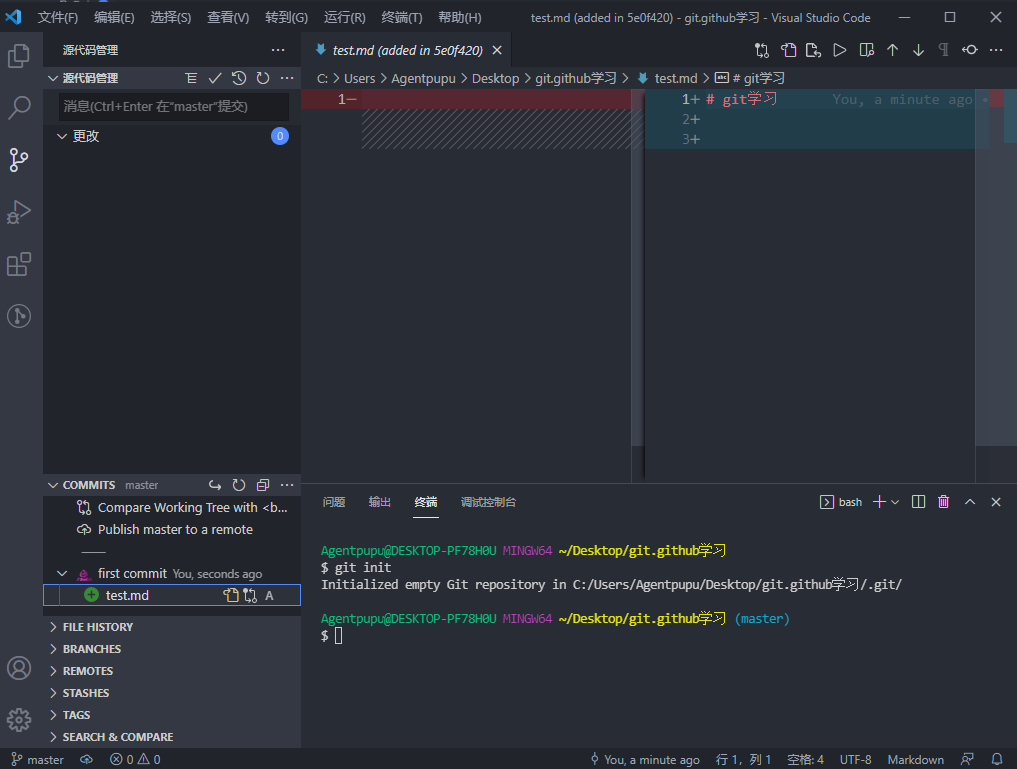 文件(F) 编辑(E) 选择(S) 查看(V) 转到(G) 运行(R) 终端(T) 帮助(H) test.md (added in 5e0f420) - git.github学习 - Visual Studio Code
源代码管理
test.md (added in 5e0f420)
源代码管理
C: > Users > Agentpupu > Desktop > git.github学习 > test.md > # git学习
消息(Ctrl+Enter 在"master"提交)
更改 0
1−
1+ # git学习 You, a minute ago •
2+
3+
COMMITS master
Compare Working Tree with <b...
Publish master to a remote
first commit You, seconds ago
test.md A
FILE HISTORY
BRANCHES
REMOTES
STASHES
TAGS
SEARCH & COMPARE
问题 输出 终端 调试控制台 bash
Agentpupu@DESKTOP-PF78H0U MINGW64 ~/Desktop/git.github学习
$ git init
Initialized empty Git repository in C:/Users/Agentpupu/Desktop/git.github学习/.git/
Agentpupu@DESKTOP-PF78H0U MINGW64 ~/Desktop/git.github学习 (master)
$
master 0 0 You, a minute ago 行 1，列 1 空格: 4 UTF-8 Markdown